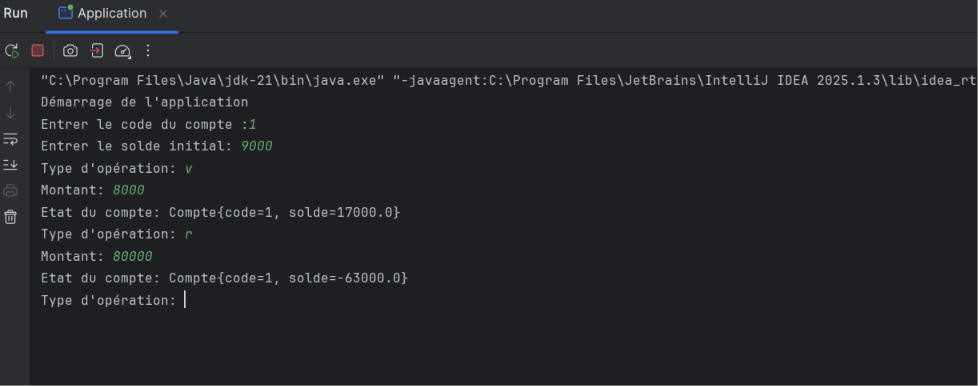 Run Application
"C:\Program Files\Java\jdk-21\bin\java.exe" "-javaagent:C:\Program Files\JetBrains\IntelliJ IDEA 2025.1.3\lib\idea_rt
Démarrage de l'application
Entrer le code du compte :1
Entrer le solde initial: 9000
Type d'opération: v
Montant: 8000
Etat du compte: Compte{code=1, solde=17000.0}
Type d'opération: r
Montant: 80000
Etat du compte: Compte{code=1, solde=-63000.0}
Type d'opération: